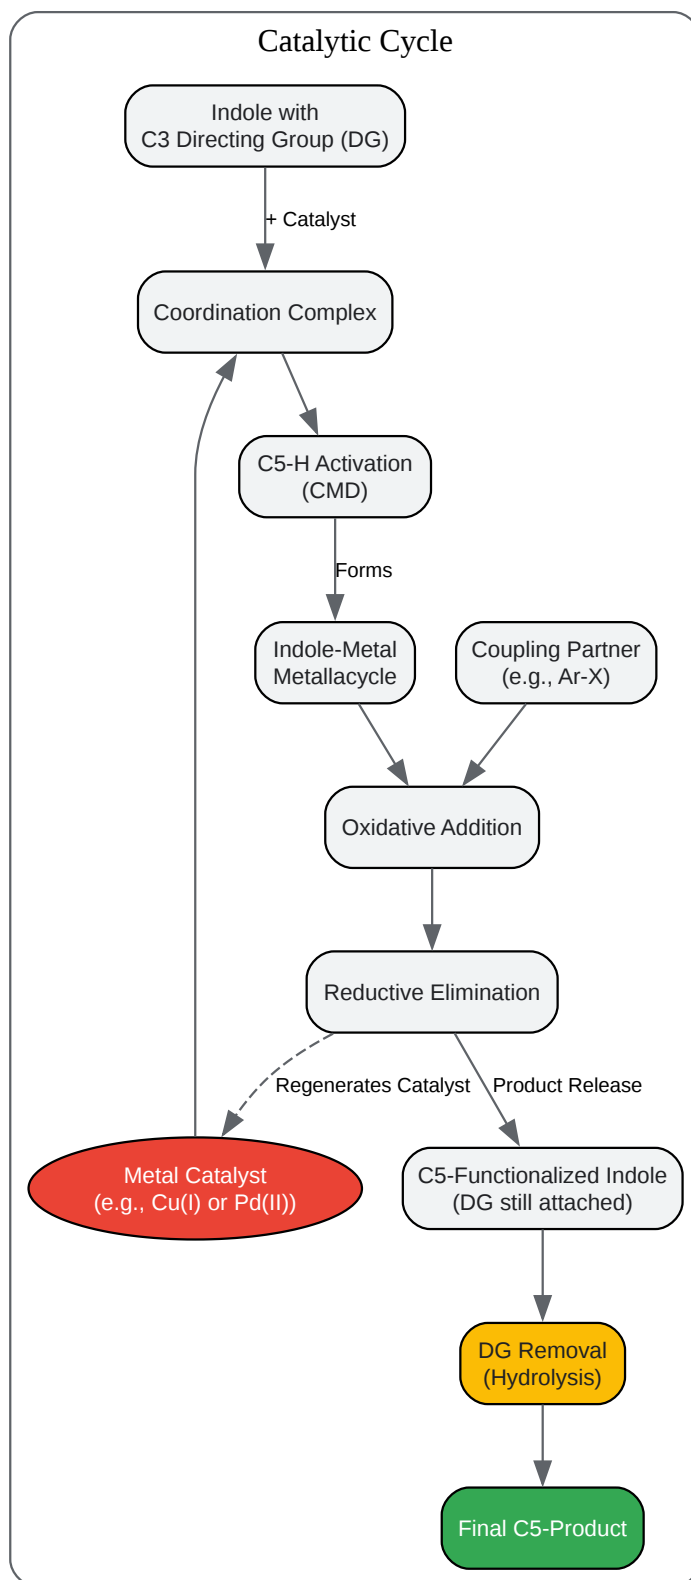 Catalytic Cycle
Indole with
C3 Directing Group (DG)
+ Catalyst
Coordination Complex
C5-H Activation
(CMD)
Forms
Indole-Metal
Metallacycle
Coupling Partner
(e.g., Ar-X)
Oxidative Addition
Reductive Elimination
Regenerates Catalyst
Product Release
Metal Catalyst
(e.g., Cu(I) or Pd(II))
C5-Functionalized Indole
(DG still attached)
DG Removal
(Hydrolysis)
Final C5-Product